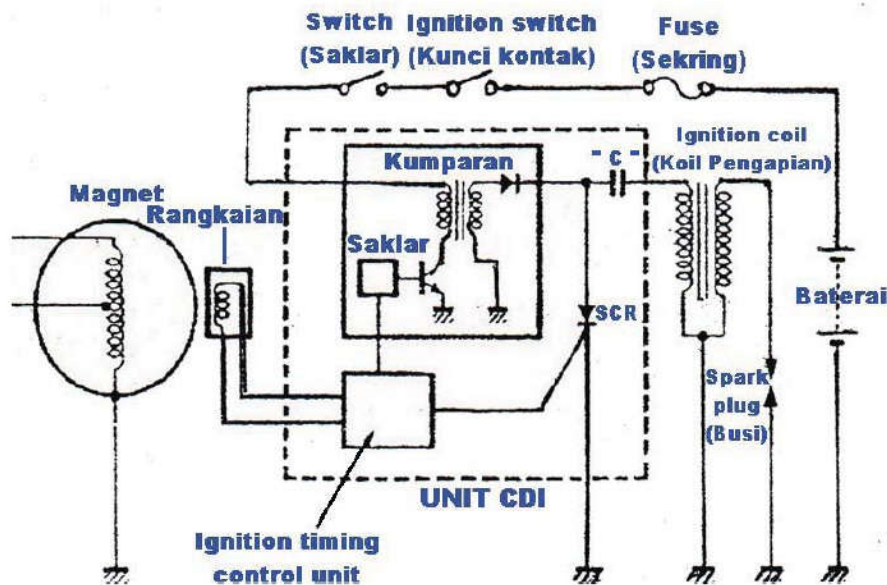 Switch
(Saklar)
Ignition switch
(Kunci kontak)
Fuse
(Sekring)
Ignition coil
(Koil Pengapian)
Kumparan
" C "
Magnet
Rangkaian
Saklar
SCR
Baterai
Spark
plug
(Busi)
UNIT CDI
Ignition timing
control unit